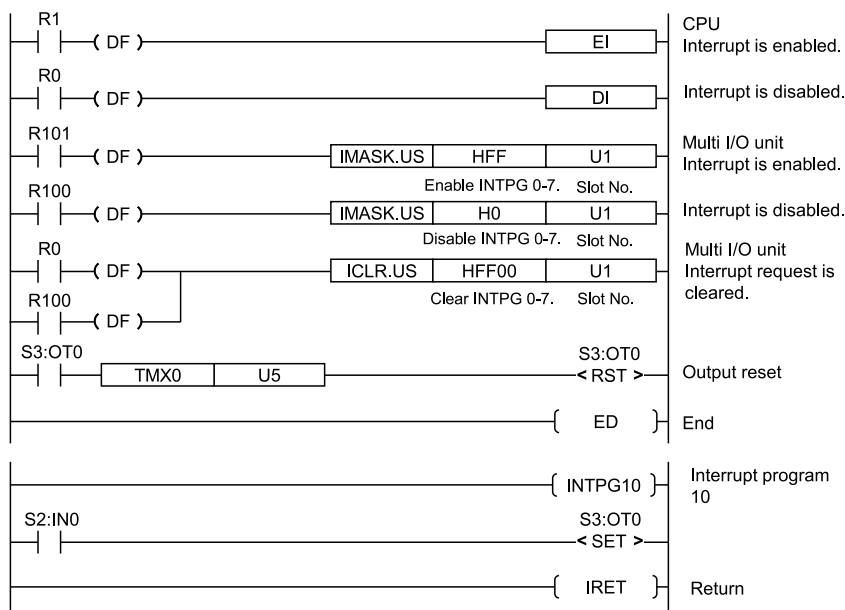 R1
CPU
( DF )
EI
Interrupt is enabled.
R0
( DF )
DI
Interrupt is disabled.
R101
Multi I/O unit
( DF )
IMASK.US HFF U1
Interrupt is enabled.
Enable INTPG 0-7. Slot No.
R100
( DF )
IMASK.US H0 U1
Interrupt is disabled.
Disable INTPG 0-7. Slot No.
R0
Multi I/O unit
( DF )
ICLR.US HFF00 U1
Interrupt request is
cleared.
Clear INTPG 0-7. Slot No.
R100
( DF )
S3:OT0
S3:OT0
TMX0 U5
< RST >
Output reset
( ED )
End
( INTPG10 )
Interrupt program
10
S2:IN0
S3:OT0
< SET >
( IRET )
Return